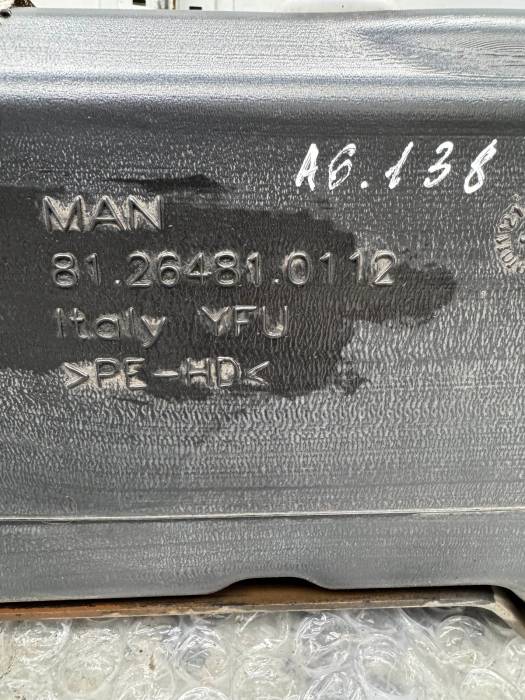 A6.138
MAN
81.26481.0112
Italy YFU
>PE-HD<